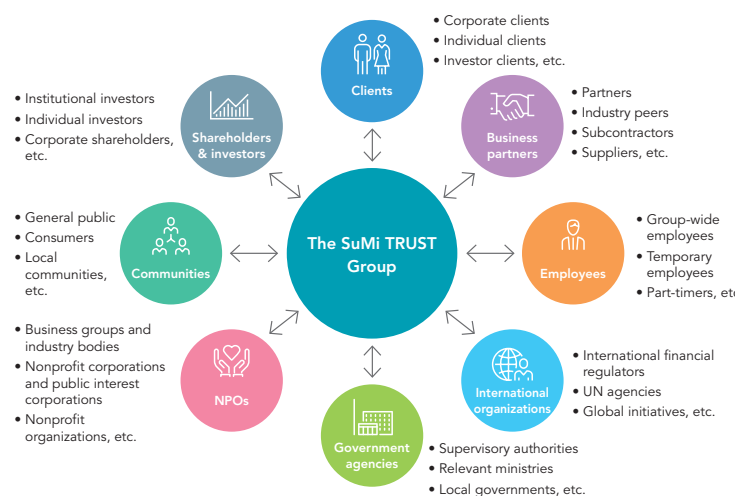 • Corporate clients
• Individual clients
• Investor clients, etc.
Clients
• Institutional investors
• Individual investors
• Corporate shareholders,
etc.
Shareholders
& investors
Business
partners
• Partners
• Industry peers
• Subcontractors
• Suppliers, etc.
• General public
• Consumers
• Local
communities,
etc.
Communities
The SuMi TRUST
Group
Employees
• Group-wide
employees
• Temporary
employees
• Part-timers, etc
• Business groups and
industry bodies
• Nonprofit corporations
and public interest
corporations
• Nonprofit
organizations, etc.
NPOs
International
organizations
• International financial
regulators
• UN agencies
• Global initiatives, etc.
Government
agencies
• Supervisory authorities
• Relevant ministries
• Local governments, etc.